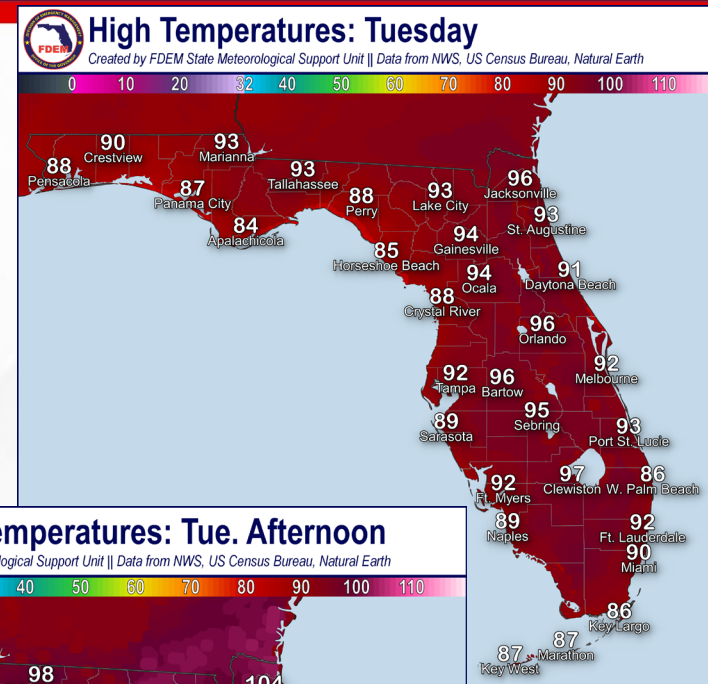 High Temperatures: Tuesday
FDEM
Created by FDEM State Meteorological Support Unit || Data from NWS, US Census Bureau, Natural Earth
0 10 20 32 40 50 60 70 80 90 100 110
90
Crestview
93
Marianna
88
Pensacola
93
Tallahassee
87
Panama City
88
Perry
93
Lake City
96
Jacksonville
84
Apalachicola
93
St. Augustine
94
Gainesville
85
Horseshoe Beach
94
Ocala
91
Daytona Beach
88
Crystal River
96
Orlando
92
Tampa
96
Bartow
92
Melbourne
95
Sebring
89
Sarasota
93
Port St. Lucie
92
Ft. Myers
97
Clewiston
86
W. Palm Beach
89
Naples
92
Ft. Lauderdale
90
Miami
86
Key Largo
87
Marathon
87
Key West
emperatures: Tue. Afternoon
logical Support Unit || Data from NWS, US Census Bureau, Natural Earth
40 50 60 70 80 90 100 110
98
104